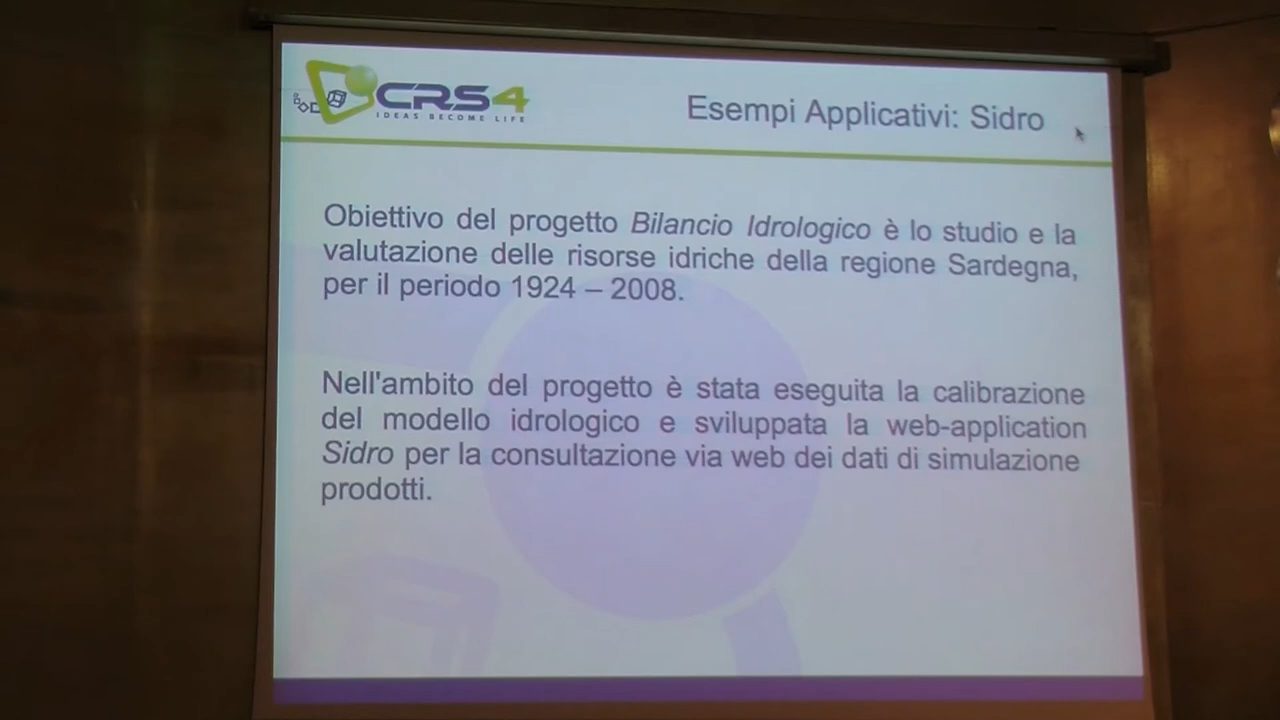 CRS4
IDEAS BECOME LIFE
Esempi Applicativi: Sidro
Obiettivo del progetto Bilancio Idrologico è lo studio e la
valutazione delle risorse idriche della regione Sardegna,
per il periodo 1924 – 2008.
Nell'ambito del progetto è stata eseguita la calibrazione
del modello idrologico e sviluppata la web-application
Sidro per la consultazione via web dei dati di simulazione
prodotti.